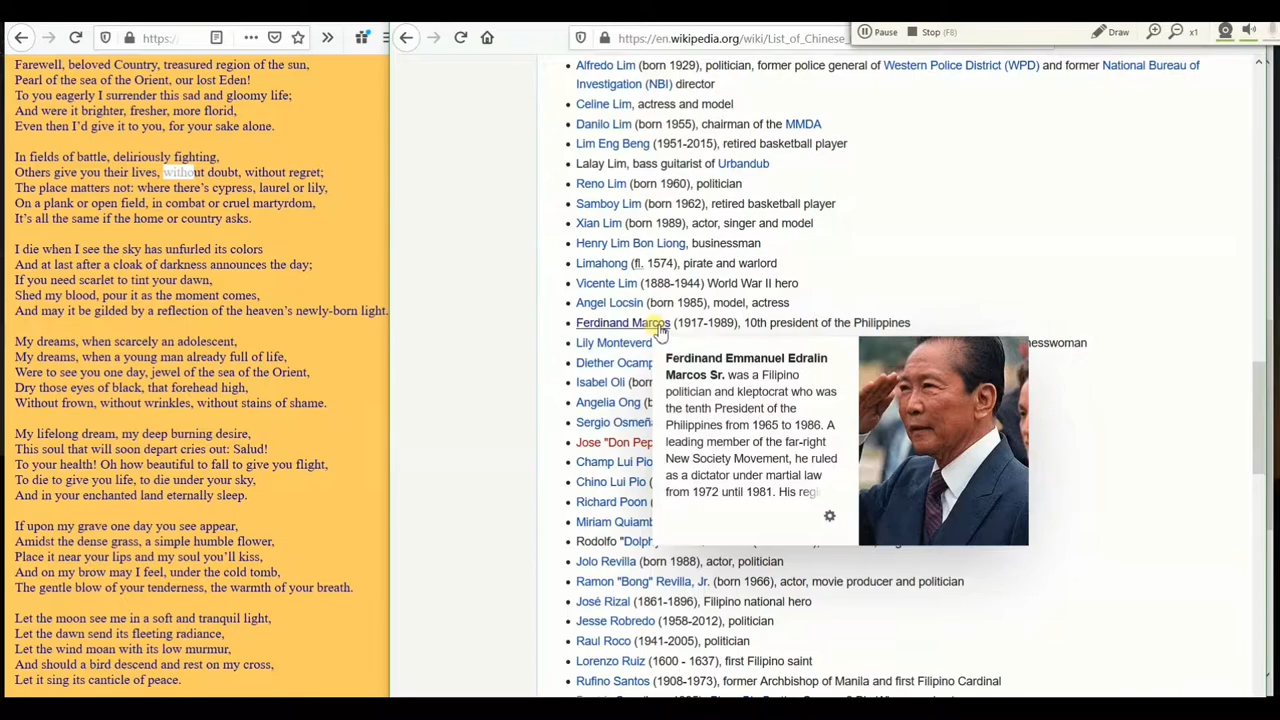 https://
https://en.wikipedia.org/wiki/List_of_Chinese_
Pause
Stop (F8)
Draw
x1
Farewell, beloved Country, treasured region of the sun,
Pearl of the sea of the Orient, our lost Eden!
To you eagerly I surrender this sad and gloomy life;
And were it brighter, fresher, more florid,
Even then I'd give it to you, for your sake alone.
In fields of battle, deliriously fighting,
Others give you their lives, without doubt, without regret;
The place matters not: where there's cypress, laurel or lily,
On a plank or open field, in combat or cruel martyrdom,
It's all the same if the home or country asks.
I die when I see the sky has unfurled its colors
And at last after a cloak of darkness announces the day;
If you need scarlet to tint your dawn,
Shed my blood, pour it as the moment comes,
And may it be gilded by a reflection of the heaven's newly-born light.
My dreams, when scarcely an adolescent,
My dreams, when a young man already full of life,
Were to see you one day, jewel of the sea of the Orient,
Dry those eyes of black, that forehead high,
Without frown, without wrinkles, without stains of shame.
My lifelong dream, my deep burning desire,
This soul that will soon depart cries out: Salud!
To your health! Oh how beautiful to fall to give you flight,
To die to give you life, to die under your sky,
And in your enchanted land eternally sleep.
If upon my grave one day you see appear,
Amidst the dense grass, a simple humble flower,
Place it near your lips and my soul you'll kiss,
And on my brow may I feel, under the cold tomb,
The gentle blow of your tenderness, the warmth of your breath.
Let the moon see me in a soft and tranquil light,
Let the dawn send its fleeting radiance,
Let the wind moan with its low murmur,
And should a bird descend and rest on my cross,
Let it sing its canticle of peace.
Alfredo Lim (born 1929), politician, former police general of Western Police District (WPD) and former National Bureau of
Investigation (NBI) director
Celine Lim, actress and model
Danilo Lim (born 1955), chairman of the MMDA
Lim Eng Beng (1951-2015), retired basketball player
Lalay Lim, bass guitarist of Urbandub
Reno Lim (born 1960), politician
Samboy Lim (born 1962), retired basketball player
Xian Lim (born 1989), actor, singer and model
Henry Lim Bon Liong, businessman
Limahong (fl. 1574), pirate and warlord
Vicente Lim (1888-1944) World War II hero
Angel Locsin (born 1985), model, actress
Ferdinand Marcos (1917-1989), 10th president of the Philippines
Lily Monteverd nesswoman
Diether Ocamp
Isabel Oli (bor
Angelia Ong (b
Sergio Osmeña
Jose "Don Pep
Champ Lui Pio
Chino Lui Pio (
Richard Poon (
Miriam Quiamb
Rodolfo "Dolph
Jolo Revilla (born 1988), actor, politician
Ramon "Bong" Revilla, Jr. (born 1966), actor, movie producer and politician
José Rizal (1861-1896), Filipino national hero
Jesse Robredo (1958-2012), politician
Raul Roco (1941-2005), politician
Lorenzo Ruiz (1600 - 1637), first Filipino saint
Rufino Santos (1908-1973), former Archbishop of Manila and first Filipino Cardinal
Ferdinand Emmanuel Edralin
Marcos Sr. was a Filipino
politician and kleptocrat who was
the tenth President of the
Philippines from 1965 to 1986. A
leading member of the far-right
New Society Movement, he ruled
as a dictator under martial law
from 1972 until 1981. His regi